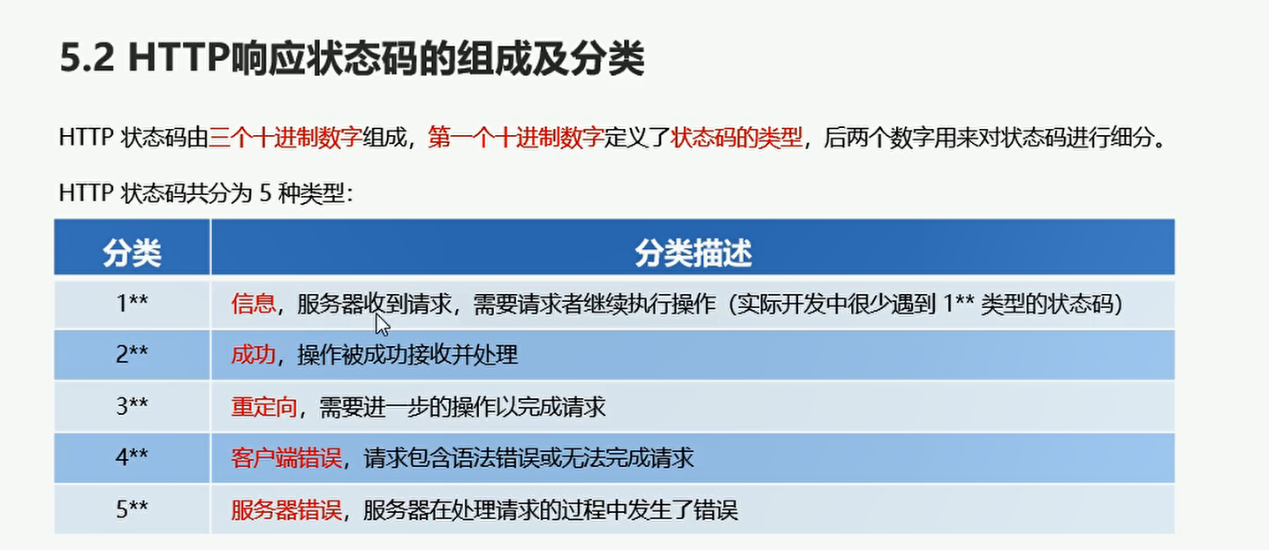 5.2 HTTP响应状态码的组成及分类
HTTP 状态码由三个十进制数字组成，第一个十进制数字定义了状态码的类型，后两个数字用来对状态码进行细分。
HTTP 状态码共分为 5 种类型：
分类 分类描述
1** 信息，服务器收到请求，需要请求者继续执行操作（实际开发中很少遇到 1** 类型的状态码）
2** 成功，操作被成功接收并处理
3** 重定向，需要进一步的操作以完成请求
4** 客户端错误，请求包含语法错误或无法完成请求
5** 服务器错误，服务器在处理请求的过程中发生了错误